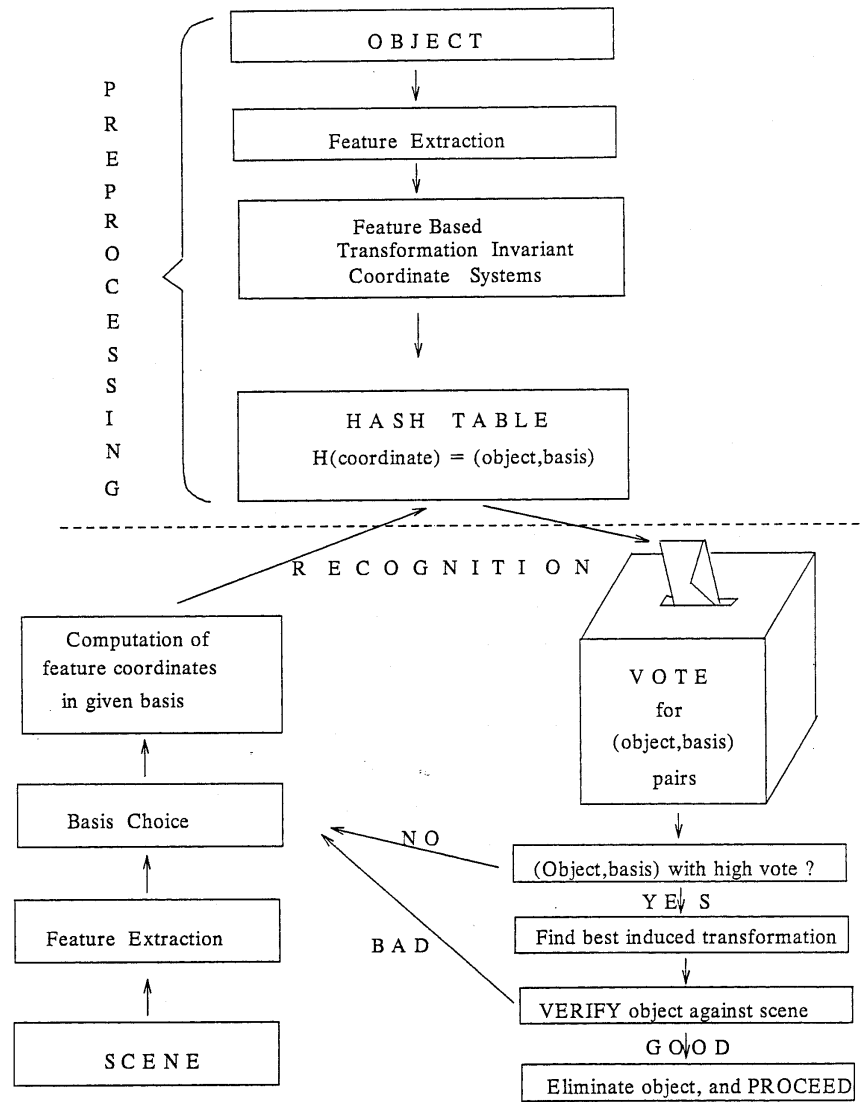 OBJECT
PREPROCESSING
Feature Extraction
Feature Based
Transformation Invariant
Coordinate Systems
HASH TABLE
H(coordinate) = (object,basis)
RECOGNITION
Computation of
feature coordinates
in given basis
Basis Choice
Feature Extraction
SCENE
VOTE
for
(object,basis)
pairs
NO
(Object,basis) with high vote ?
YES
Find best induced transformation
BAD
VERIFY object against scene
GOOD
Eliminate object, and PROCEED